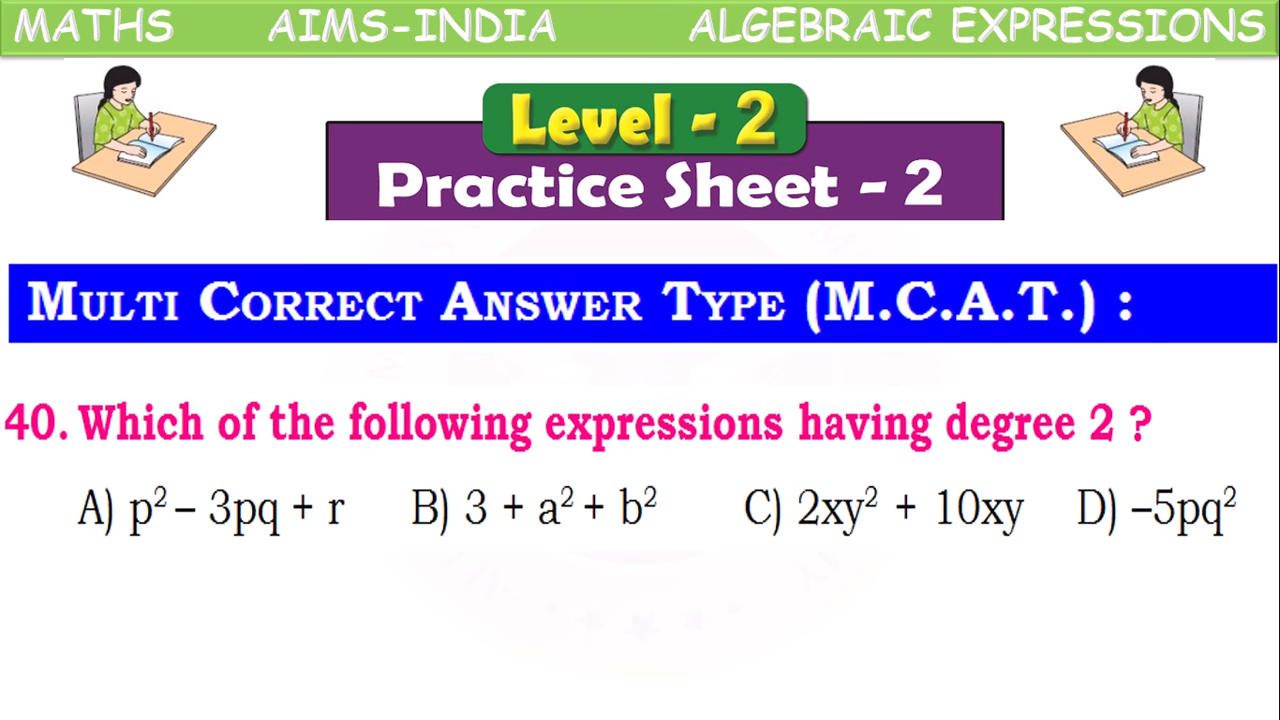 MATHS AIMS-INDIA ALGEBRAIC EXPRESSIONS
Level - 2
Practice Sheet - 2
MULTI CORRECT ANSWER TYPE (M.C.A.T.) :
40. Which of the following expressions having degree 2 ?
A) p² – 3pq + r B) 3 + a² + b² C) 2xy² + 10xy D) –5pq²